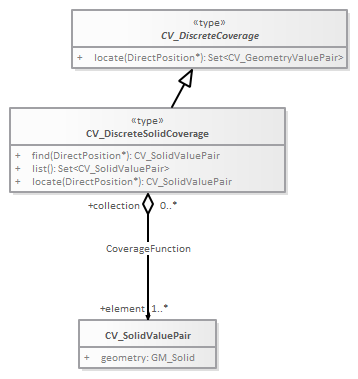 «type»
CV_DiscreteCoverage
+ locate(DirectPosition*): Set<CV_GeometryValuePair>
«type»
CV_DiscreteSolidCoverage
+ find(DirectPosition*): CV_SolidValuePair
+ list(): Set<CV_SolidValuePair>
+ locate(DirectPosition*): CV_SolidValuePair
+collection 0..*
CoverageFunction
+element 1..*
CV_SolidValuePair
+ geometry: GM_Solid